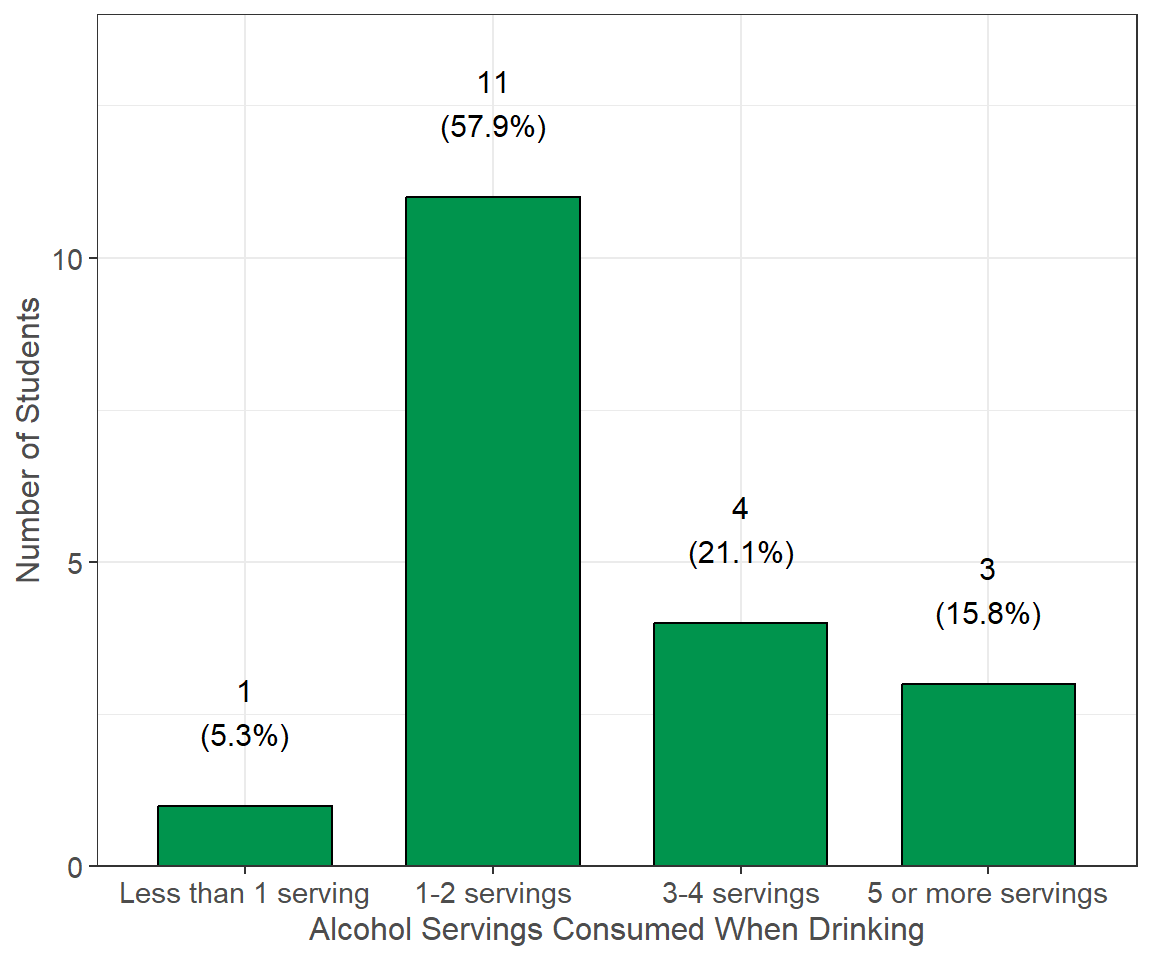 11
(57.9%)
10
4
(21.1%)
5
3
(15.8%)
1
(5.3%)
0
Number of Students
Less than 1 serving
1-2 servings
3-4 servings
5 or more servings
Alcohol Servings Consumed When Drinking